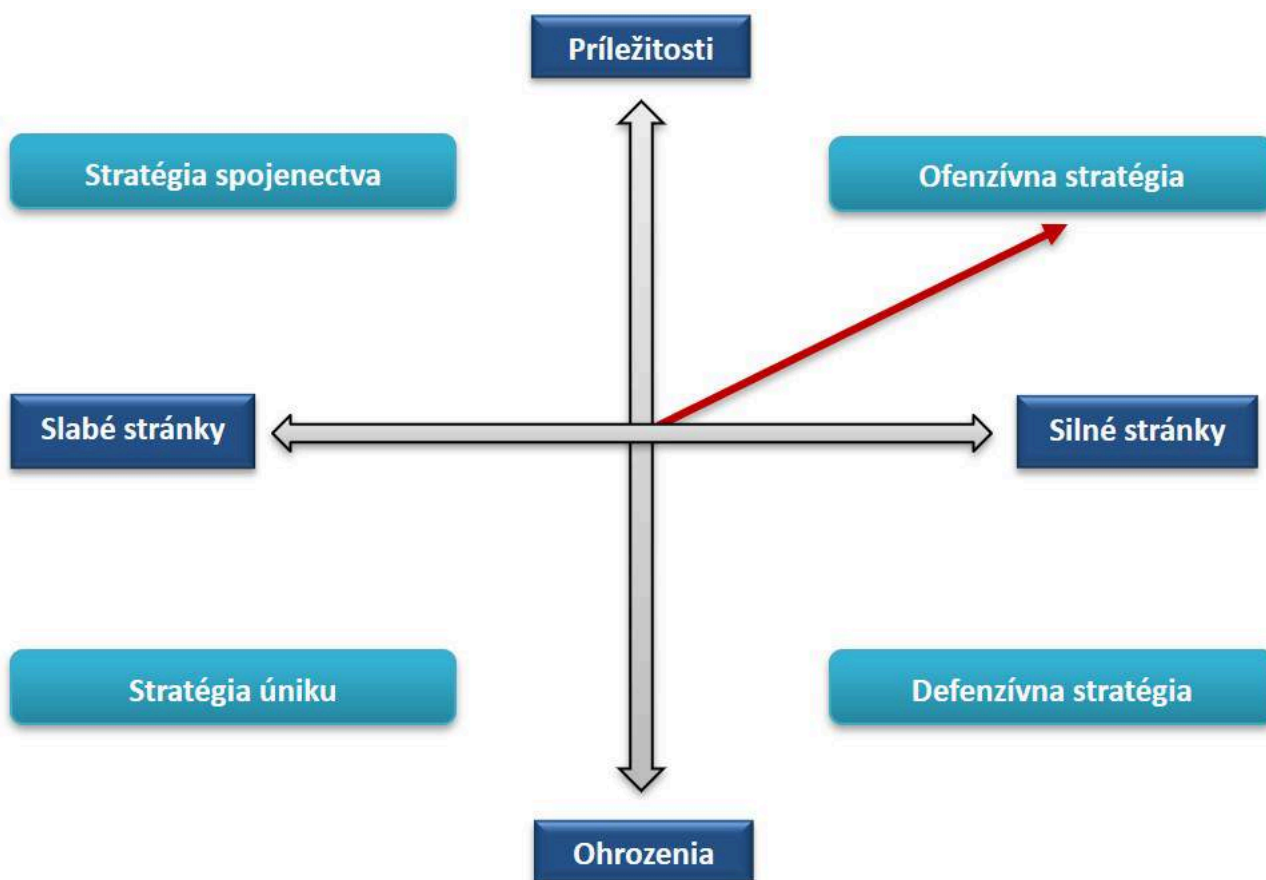 Príležitosti
Stratégia spojenectva
Ofenzívna stratégia
Slabé stránky
Silné stránky
Stratégia úniku
Defenzívna stratégia
Ohrozenia